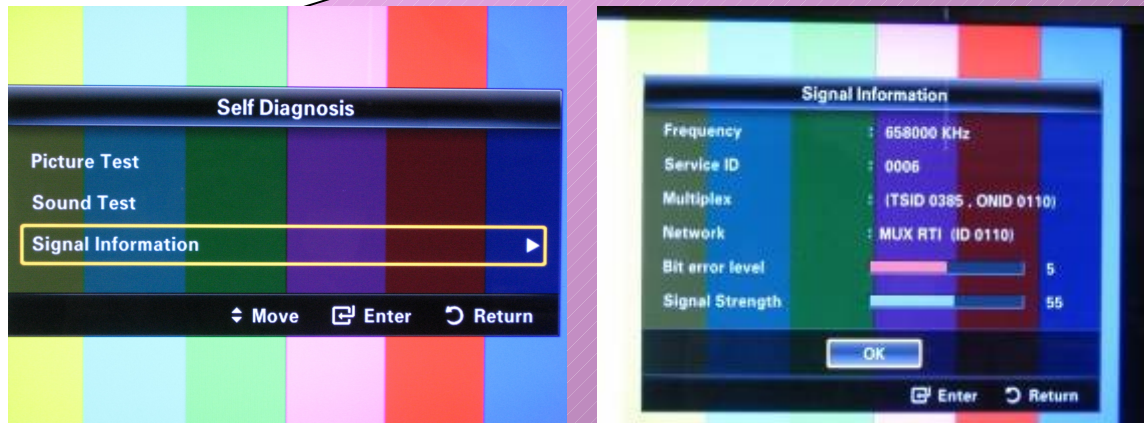 Self Diagnosis
Picture Test
Sound Test
Signal Information
Move Enter Return
Signal Information
Frequency : 658000 KHz
Service ID : 0006
Multiplex : (TSID 0385 , ONID 0110)
Network : MUX RTI (ID 0110)
Bit error level 5
Signal Strength 55
OK
Enter Return